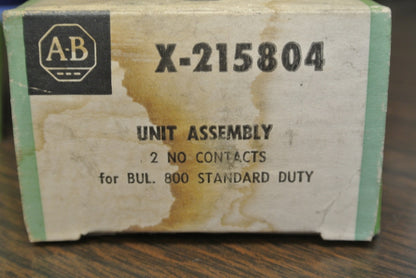 A-B
X-215804
UNIT ASSEMBLY
2 NO CONTACTS
for BUL. 800 STANDARD DUTY